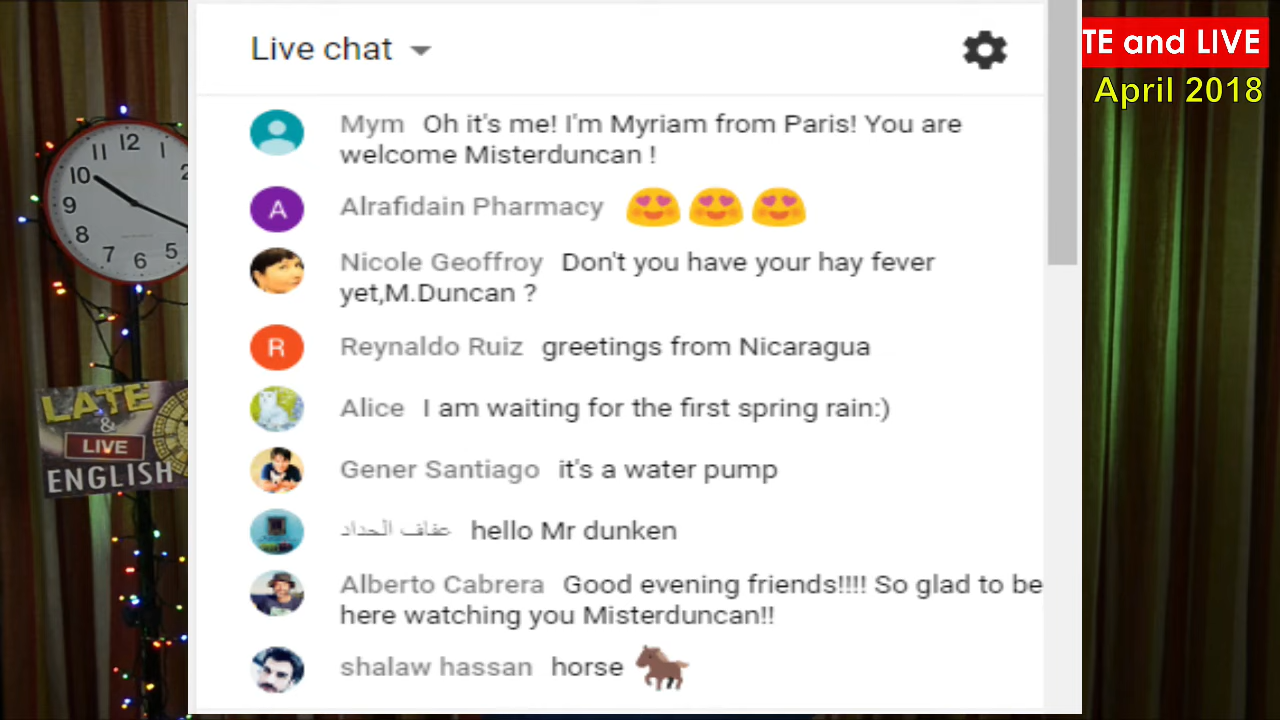 Live chat
TE and LIVE
April 2018
Mym Oh it's me! I'm Myriam from Paris! You are
welcome Misterduncan !
A Alrafidain Pharmacy 😍😍😍
Nicole Geoffroy Don't you have your hay fever
yet,M.Duncan ?
R Reynaldo Ruiz greetings from Nicaragua
Alice I am waiting for the first spring rain:)
Gener Santiago it's a water pump
عفاف الحداد hello Mr dunken
Alberto Cabrera Good evening friends!!!! So glad to be
here watching you Misterduncan!!
shalaw hassan horse 🐎
12
11 1
10 2
9
8
7 6 5
LATE
&
LIVE
ENGLISH